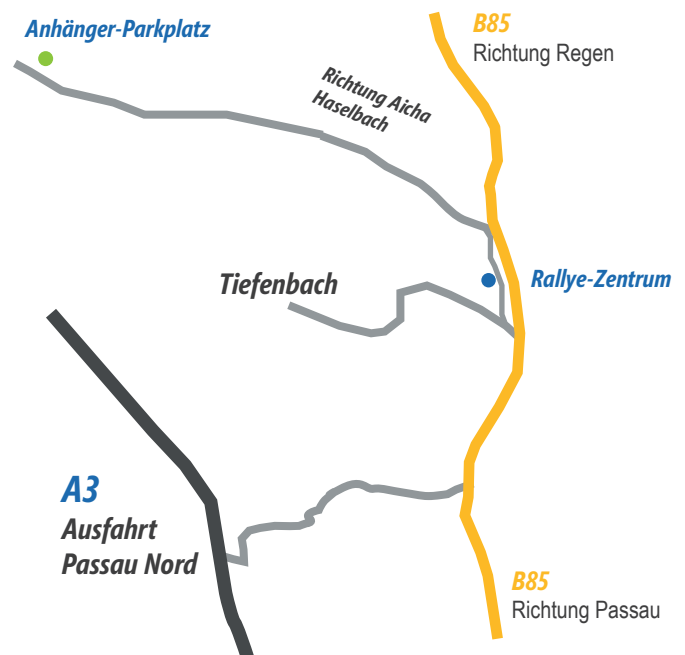 Anhänger-Parkplatz
B85
Richtung Regen
Richtung Aicha
Haselbach
Tiefenbach
Rallye-Zentrum
A3
Ausfahrt
Passau Nord
B85
Richtung Passau